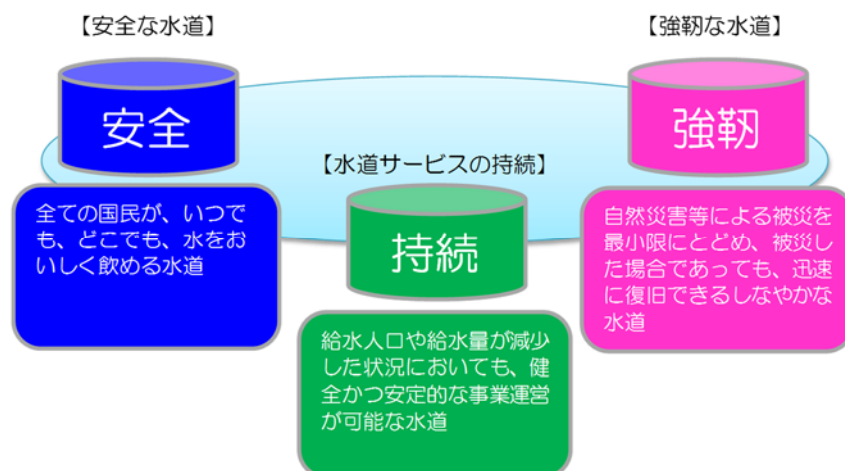 【安全な水道】
安全
全ての国民が、いつで
も、どこでも、水をお
いしく飲める水道
【水道サービスの持続】
持続
給水人口や給水量が減少
した状況においても、健
全かつ安定的な事業運営
が可能な水道
【強靭な水道】
強靭
自然災害等による被災を
最小限にとどめ、被災し
た場合であっても、迅速
に復旧できるしなやかな
水道